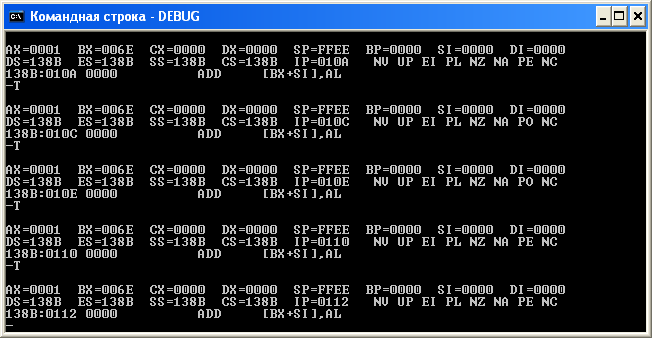 Командная строка - DEBUG
AX=0001  BX=006E  CX=0000  DX=0000  SP=FFEE  BP=0000  SI=0000  DI=0000
DS=138B  ES=138B  SS=138B  CS=138B  IP=010A   NV UP EI PL NZ NA PE NC
138B:010A 0000          ADD     [BX+SI],AL
-T
AX=0001  BX=006E  CX=0000  DX=0000  SP=FFEE  BP=0000  SI=0000  DI=0000
DS=138B  ES=138B  SS=138B  CS=138B  IP=010C   NV UP EI PL NZ NA PO NC
138B:010C 0000          ADD     [BX+SI],AL
-T
AX=0001  BX=006E  CX=0000  DX=0000  SP=FFEE  BP=0000  SI=0000  DI=0000
DS=138B  ES=138B  SS=138B  CS=138B  IP=010E   NV UP EI PL NZ NA PO NC
138B:010E 0000          ADD     [BX+SI],AL
-T
AX=0001  BX=006E  CX=0000  DX=0000  SP=FFEE  BP=0000  SI=0000  DI=0000
DS=138B  ES=138B  SS=138B  CS=138B  IP=0110   NV UP EI PL NZ NA PE NC
138B:0110 0000          ADD     [BX+SI],AL
-T
AX=0001  BX=006E  CX=0000  DX=0000  SP=FFEE  BP=0000  SI=0000  DI=0000
DS=138B  ES=138B  SS=138B  CS=138B  IP=0112   NV UP EI PL NZ NA PE NC
138B:0112 0000          ADD     [BX+SI],AL
-